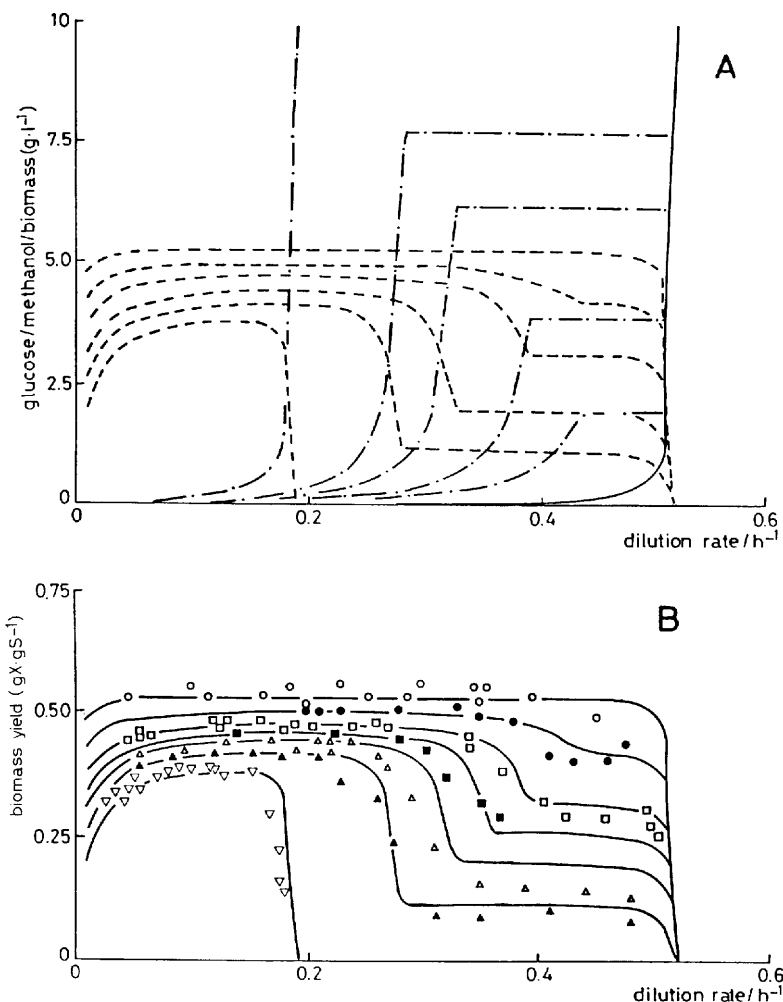 10
7.5
5.0
2.5
0
glucose/methanol/biomass(g·l⁻¹)
A
0
0.2
0.4
0.6
dilution rate/h⁻¹
0.75
0.50
0.25
0
biomass yield (gX·gS⁻¹)
B
0
0.2
0.4
0.6
dilution rate/h⁻¹